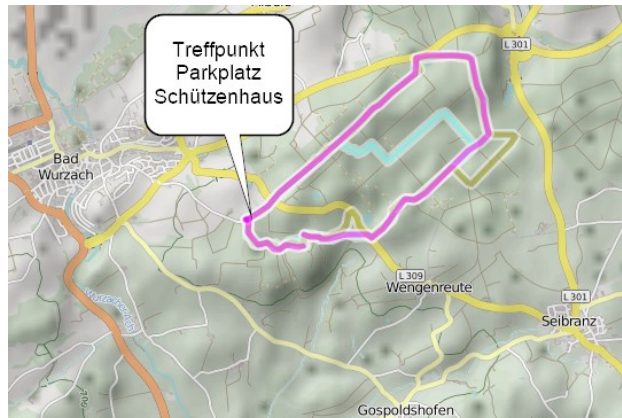 Treffpunkt
Parkplatz
Schützenhaus
L 301
Bad
Wurzach
L 309
Wengenreute
L 301
Seibranz
Gospoldshofen